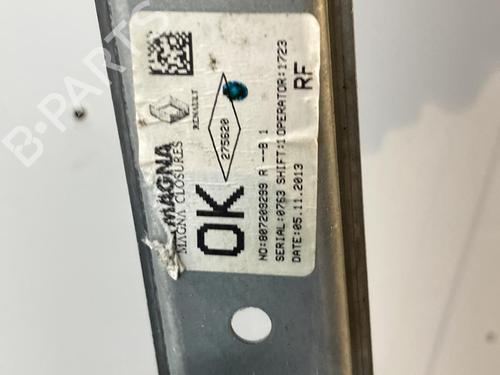 MAGNA
MAGNA CLOSURES
RENAULT
OK
275620
NO:807209299 R --B 1
SERIAL:0763 SHIFT:1 OPERATOR:1723
DATE:05.11.2013
RF
B-PARTS